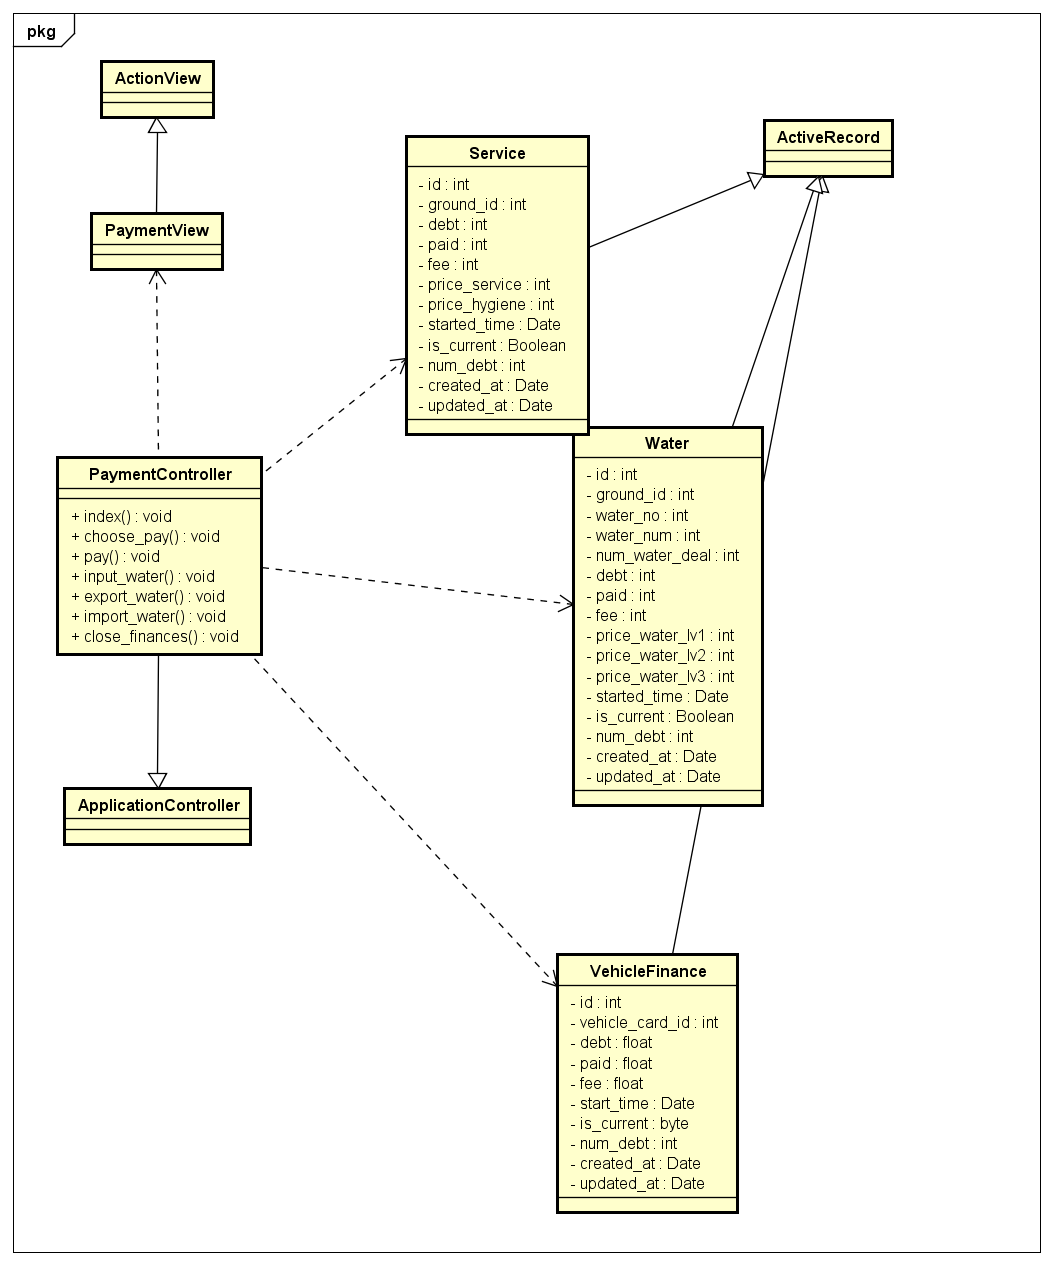 pkg
ActionView
PaymentView
PaymentController
+ index() : void
+ choose_pay() : void
+ pay() : void
+ input_water() : void
+ export_water() : void
+ import_water() : void
+ close_finances() : void
ApplicationController
Service
- id : int
- ground_id : int
- debt : int
- paid : int
- fee : int
- price_service : int
- price_hygiene : int
- started_time : Date
- is_current : Boolean
- num_debt : int
- created_at : Date
- updated_at : Date
ActiveRecord
Water
- id : int
- ground_id : int
- water_no : int
- water_num : int
- num_water_deal : int
- debt : int
- paid : int
- fee : int
- price_water_lv1 : int
- price_water_lv2 : int
- price_water_lv3 : int
- started_time : Date
- is_current : Boolean
- num_debt : int
- created_at : Date
- updated_at : Date
VehicleFinance
- id : int
- vehicle_card_id : int
- debt : float
- paid : float
- fee : float
- start_time : Date
- is_current : byte
- num_debt : int
- created_at : Date
- updated_at : Date